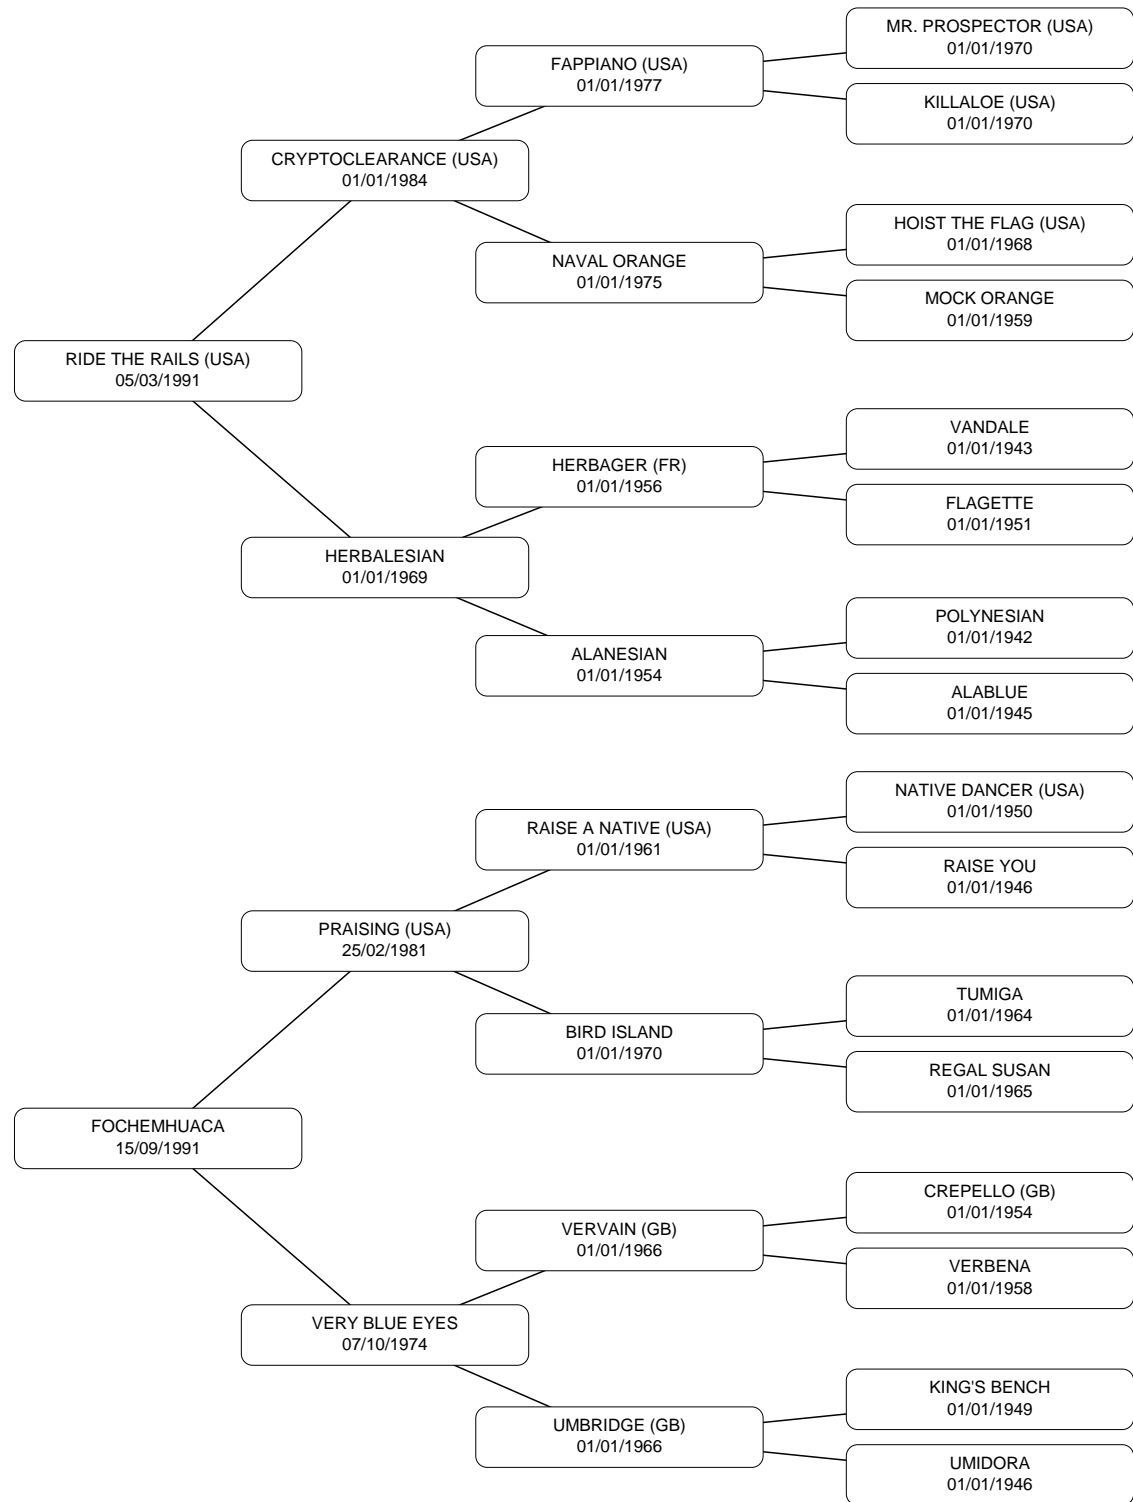 MR. PROSPECTOR (USA)
01/01/1970
FAPPIANO (USA)
01/01/1977
KILLALOE (USA)
01/01/1970
CRYPTOCLEARANCE (USA)
01/01/1984
HOIST THE FLAG (USA)
01/01/1968
NAVAL ORANGE
01/01/1975
MOCK ORANGE
01/01/1959
RIDE THE RAILS (USA)
05/03/1991
VANDALE
01/01/1943
HERBAGER (FR)
01/01/1956
FLAGETTE
01/01/1951
HERBALESIAN
01/01/1969
POLYNESIAN
01/01/1942
ALANESIAN
01/01/1954
ALABLUE
01/01/1945
NATIVE DANCER (USA)
01/01/1950
RAISE A NATIVE (USA)
01/01/1961
RAISE YOU
01/01/1946
PRAISING (USA)
25/02/1981
TUMIGA
01/01/1964
BIRD ISLAND
01/01/1970
REGAL SUSAN
01/01/1965
FOCHEMHUACA
15/09/1991
CREPELLO (GB)
01/01/1954
VERVAIN (GB)
01/01/1966
VERBENA
01/01/1958
VERY BLUE EYES
07/10/1974
KING'S BENCH
01/01/1949
UMBRIDGE (GB)
01/01/1966
UMIDORA
01/01/1946